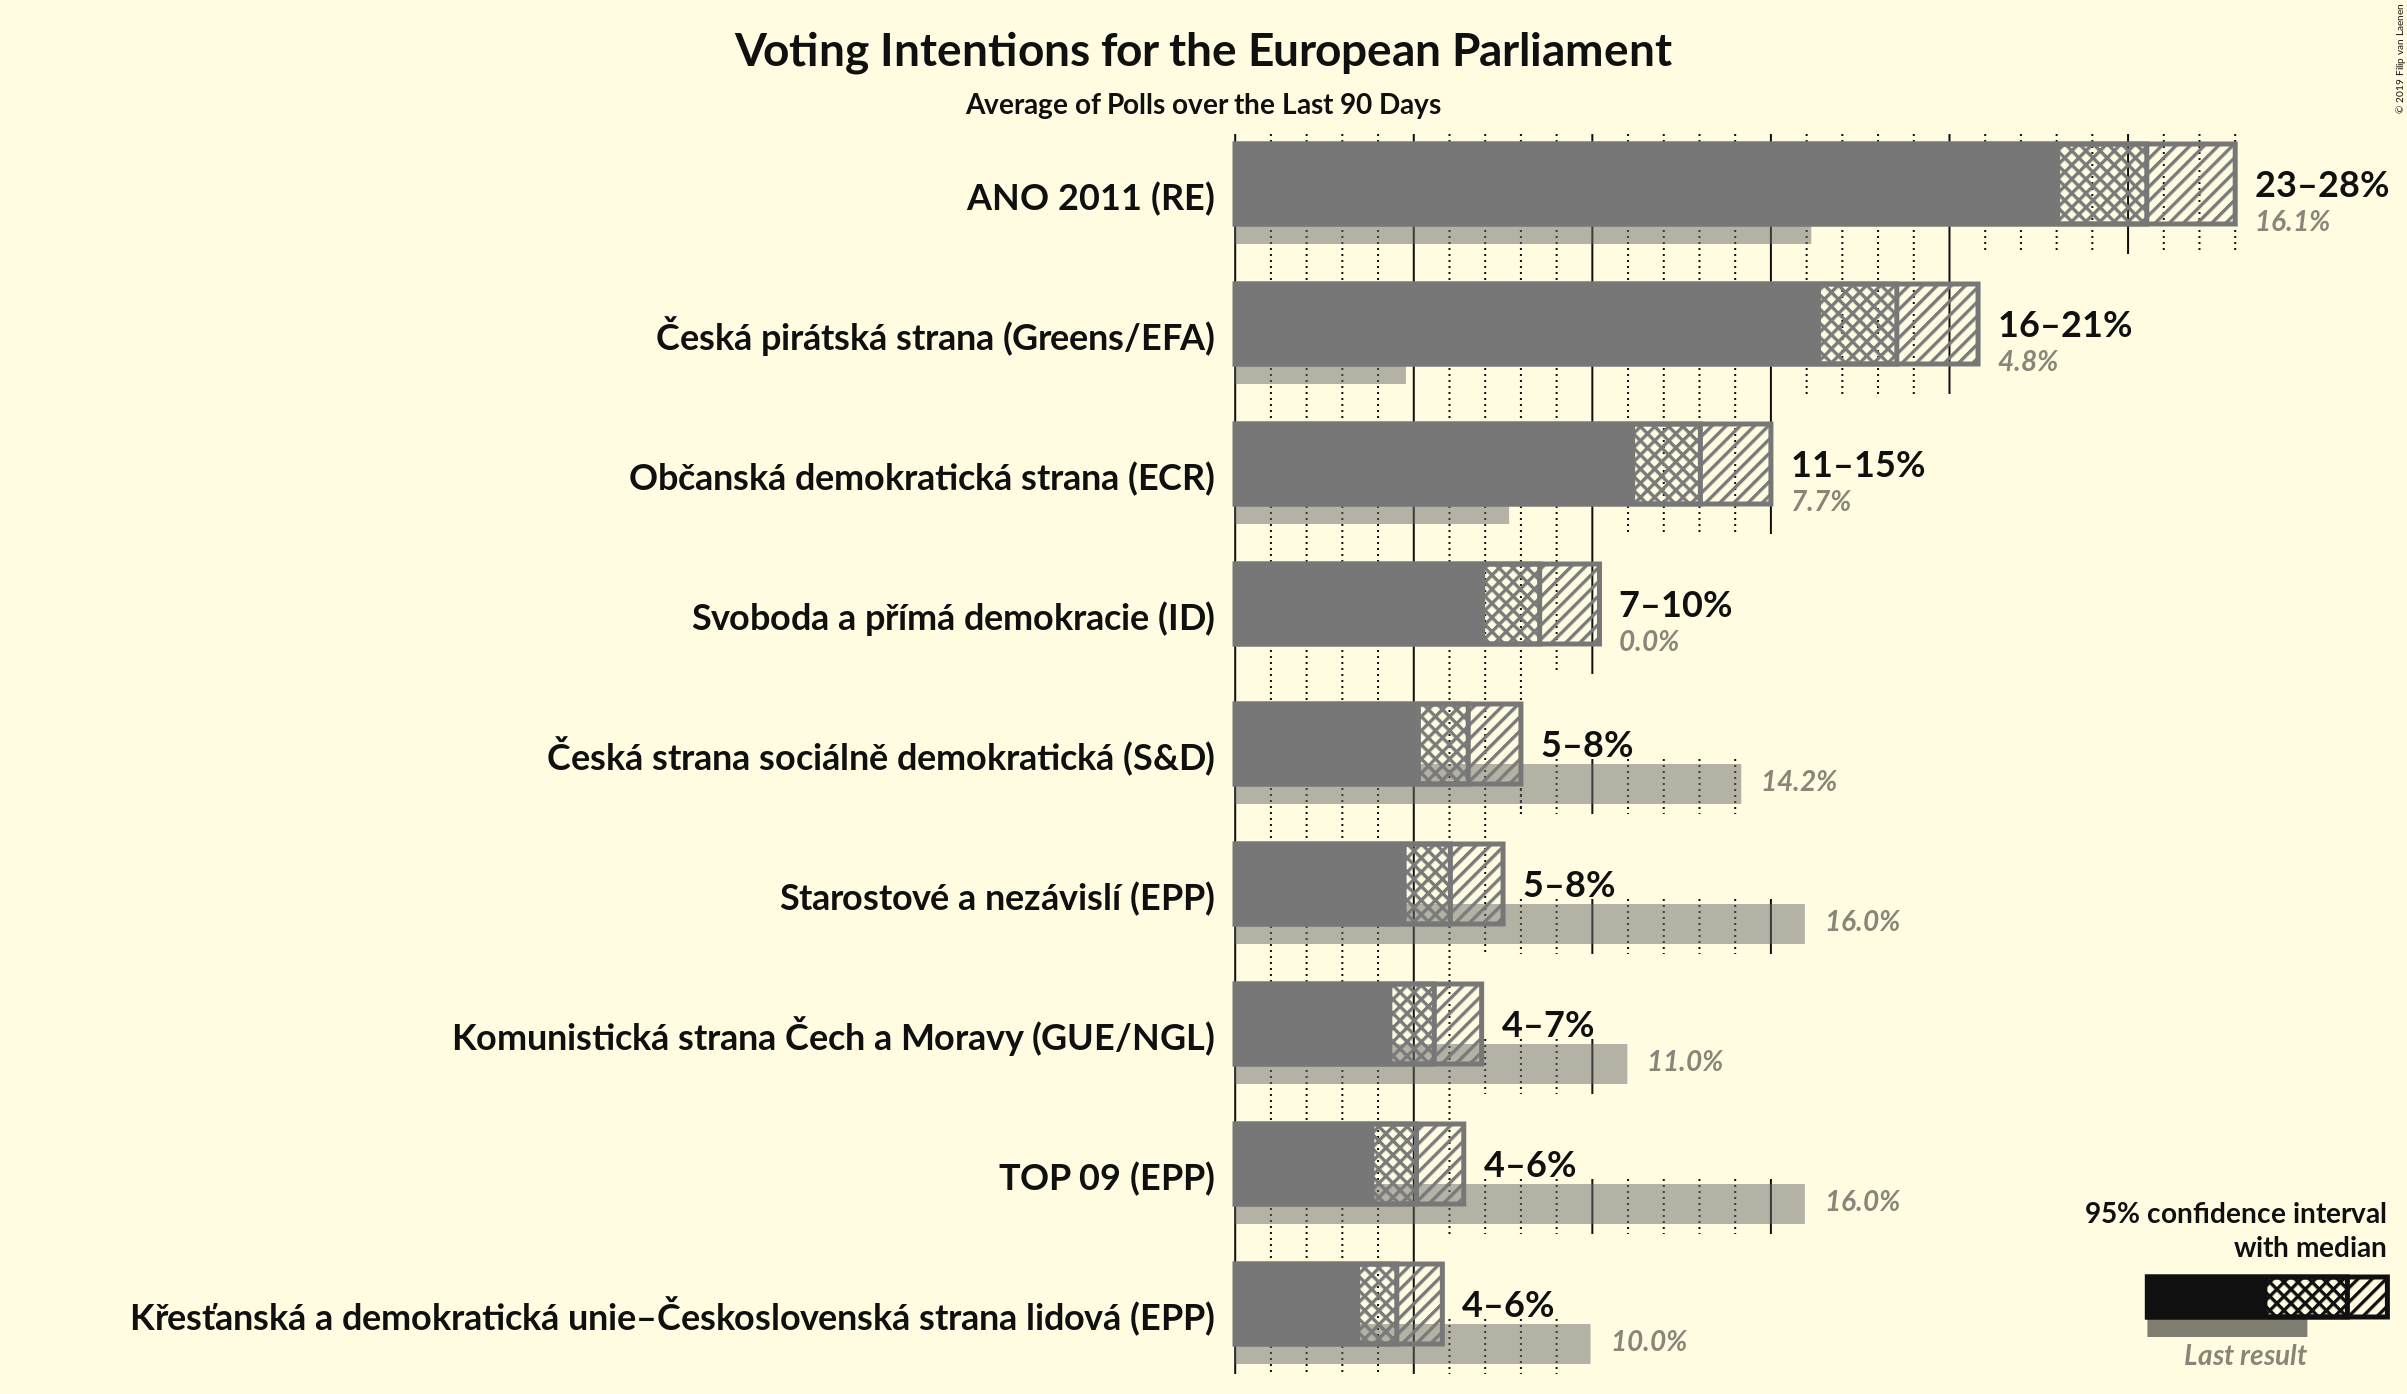 Voting Intentions for the European Parliament
Average of Polls over the Last 90 Days
© 2019 Filip van Laenen
ANO 2011 (RE)
23–28%
16.1%
Česká pirátská strana (Greens/EFA)
16–21%
4.8%
Občanská demokratická strana (ECR)
11–15%
7.7%
Svoboda a přímá demokracie (ID)
7–10%
0.0%
Česká strana sociálně demokratická (S&D)
5–8%
14.2%
Starostové a nezávislí (EPP)
5–8%
16.0%
Komunistická strana Čech a Moravy (GUE/NGL)
4–7%
11.0%
TOP 09 (EPP)
4–6%
16.0%
Křesťanská a demokratická unie–Československá strana lidová (EPP)
4–6%
10.0%
95% confidence interval
with median
Last result